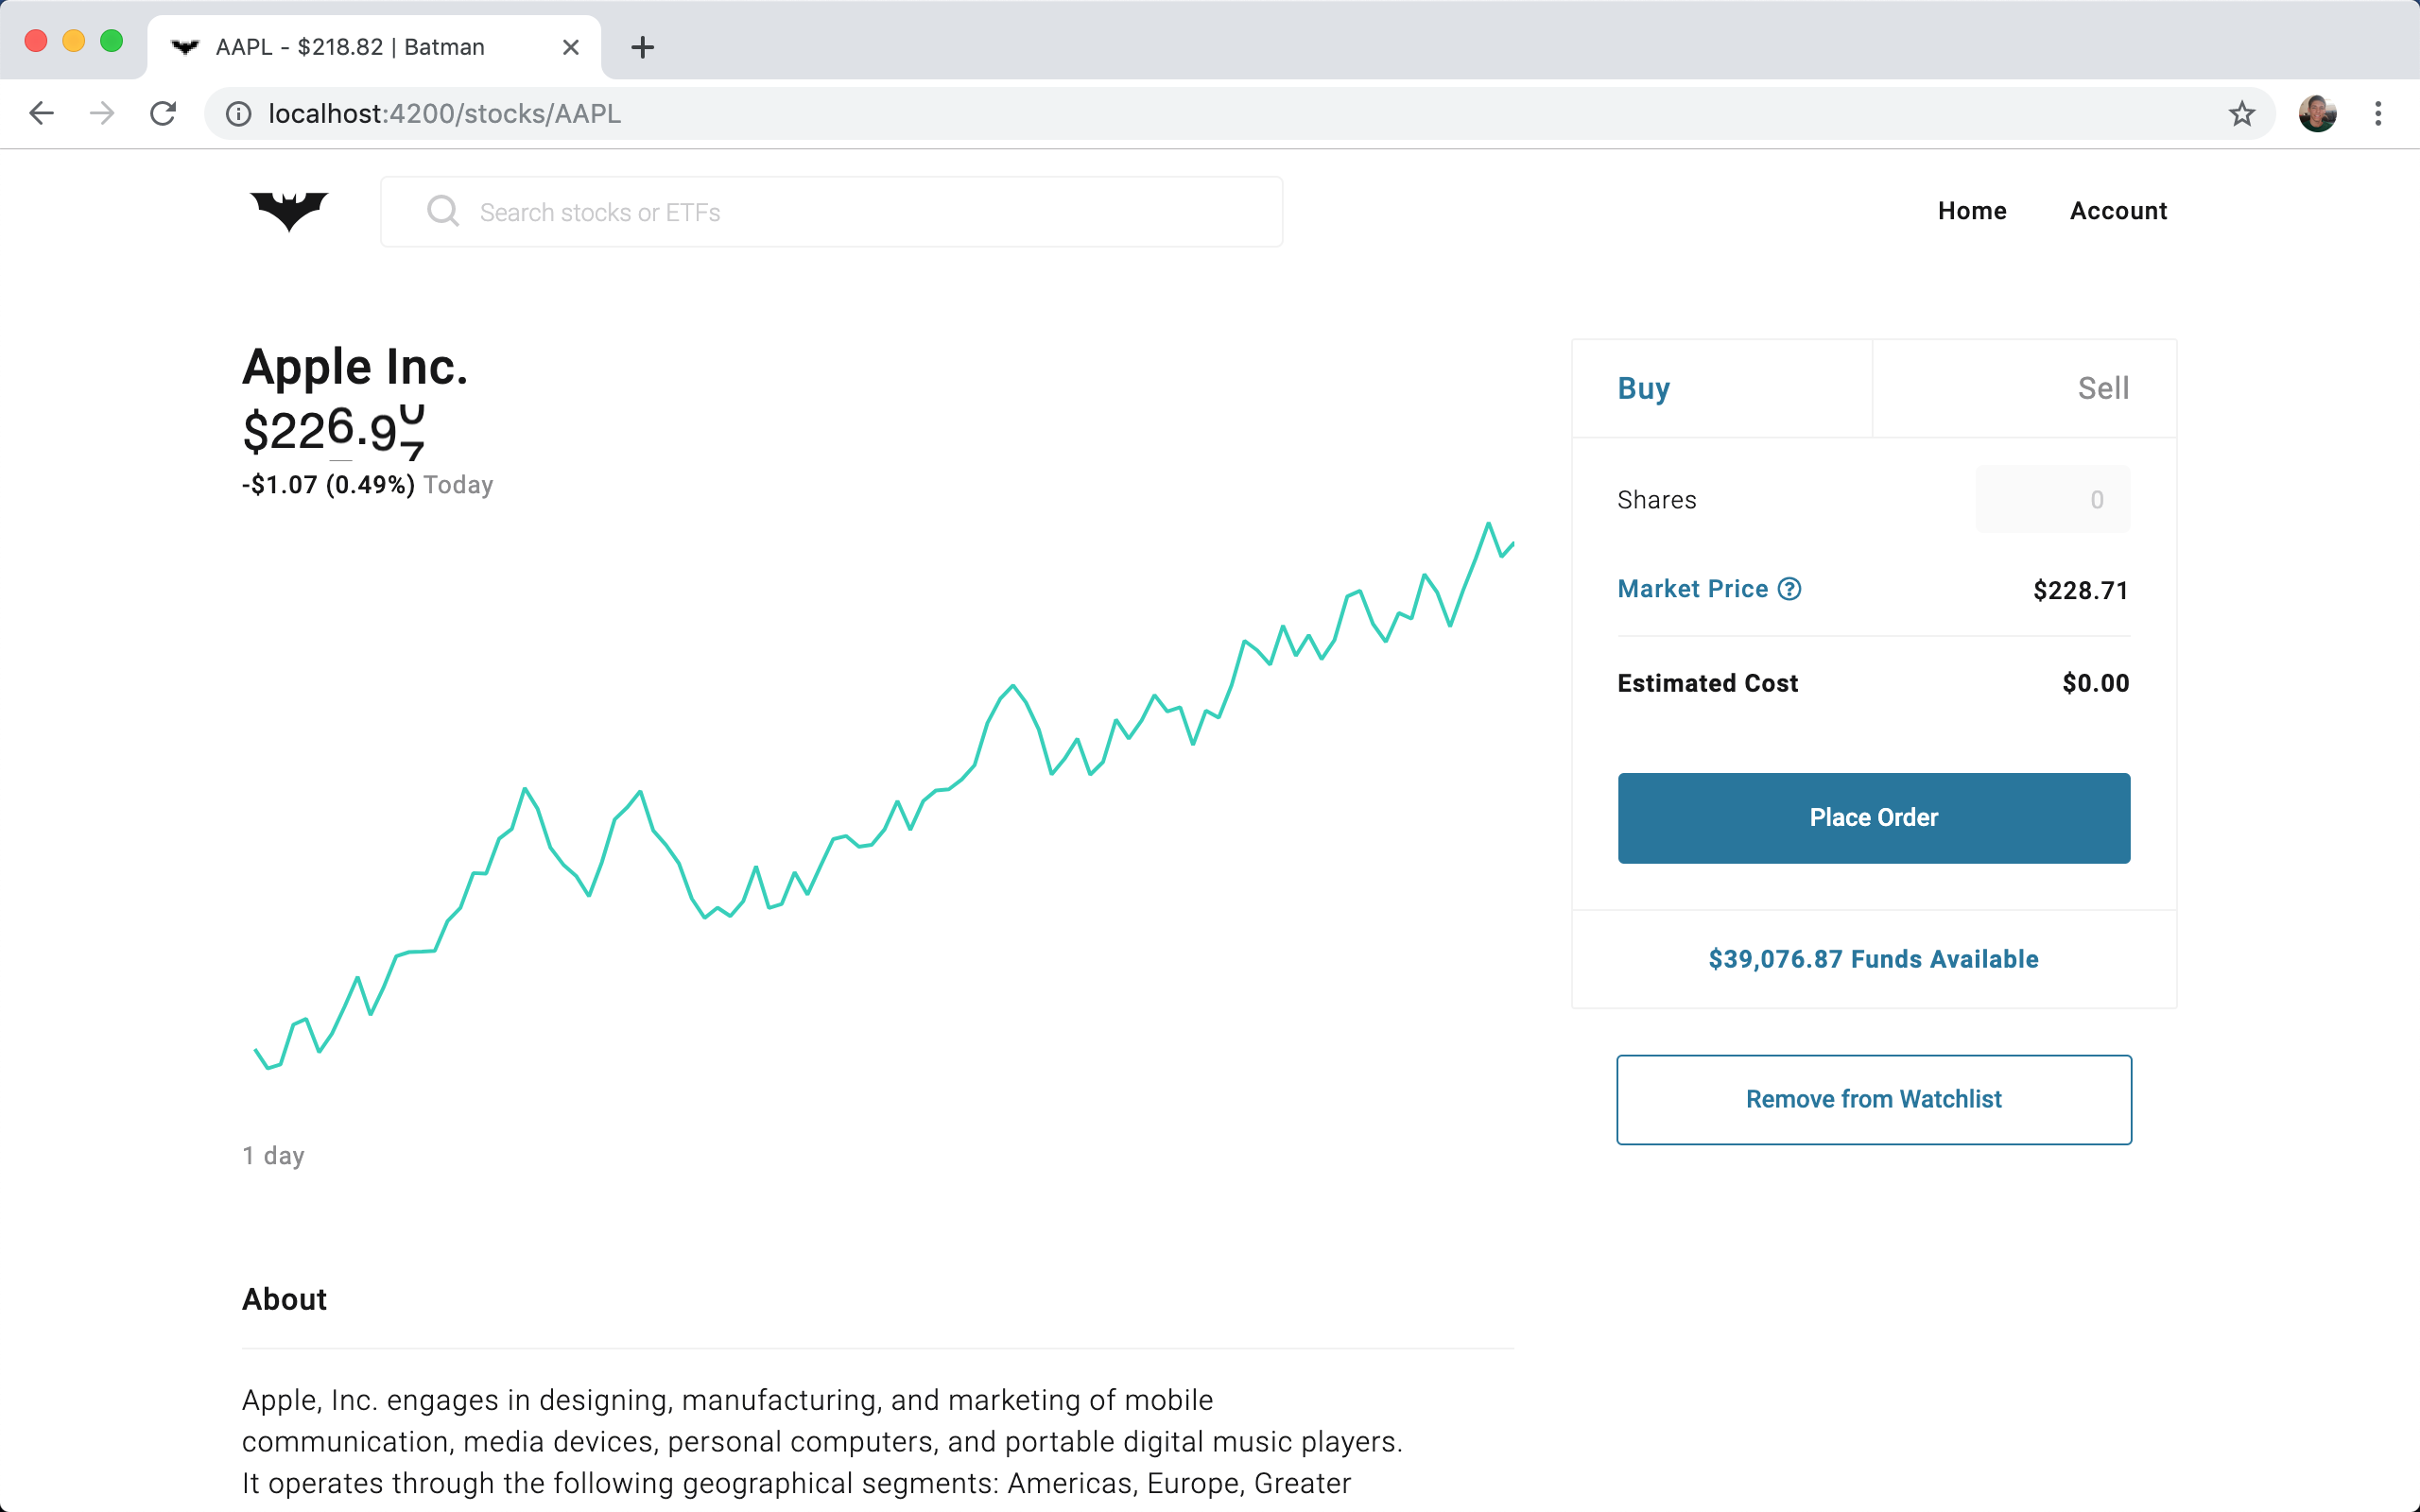 AAPL - $218.82 | Batman
localhost:4200/stocks/AAPL
Search stocks or ETFs
Home
Account
Apple Inc.
-$1.07 (0.49%) Today
1 day
Buy
Sell
Shares
0
Market Price ?
$228.71
Estimated Cost
$0.00
Place Order
$39,076.87 Funds Available
Remove from Watchlist
About
Apple, Inc. engages in designing, manufacturing, and marketing of mobile
communication, media devices, personal computers, and portable digital music players.
It operates through the following geographical segments: Americas, Europe, Greater